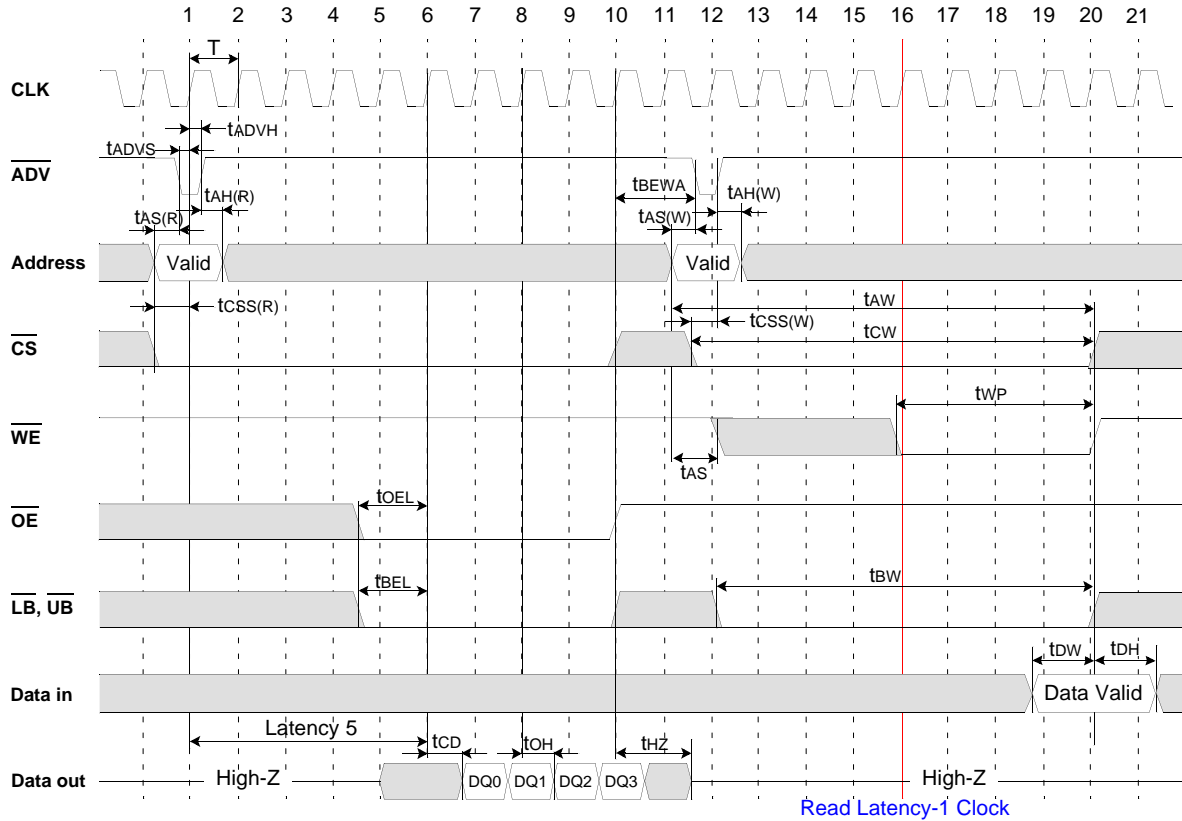 1 2 3 4 5 6 7 8 9 10 11 12 13 14 15 16 17 18 19 20 21
T
CLK
tADVH
tADVS
ADV
tBEWA
tAH(R)
tAH(W)
tAS(R)
tAS(W)
Address
Valid
Valid
tCSS(R)
tAW
tCSS(W)
tCW
CS
tWP
WE
tAS
tOEL
OE
tBEL
tBW
LB, UB
tDW
tDH
Data in
Data Valid
Latency 5
tCD
tOH
tHZ
Data out
High-Z
DQ0
DQ1
DQ2
DQ3
High-Z
Read Latency-1 Clock